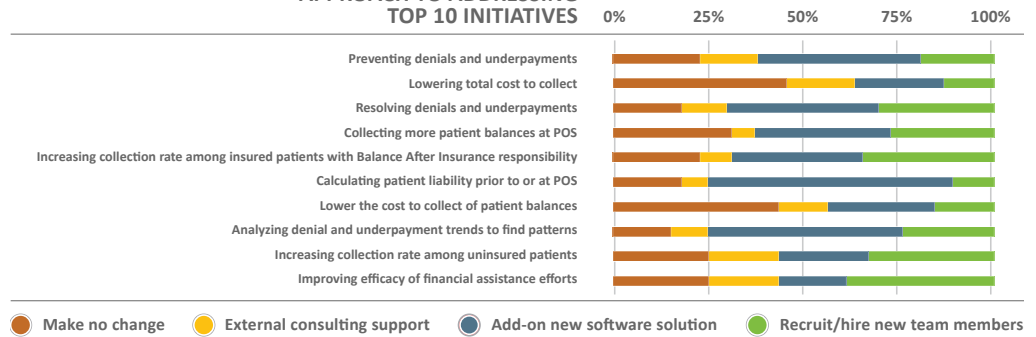 APPROACH TO ADDRESSING
TOP 10 INITIATIVES 0% 25% 50% 75% 100%
Preventing denials and underpayments
Lowering total cost to collect
Resolving denials and underpayments
Collecting more patient balances at POS
Increasing collection rate among insured patients with Balance After Insurance responsibility
Calculating patient liability prior to or at POS
Lower the cost to collect of patient balances
Analyzing denial and underpayment trends to find patterns
Increasing collection rate among uninsured patients
Improving efficacy of financial assistance efforts
Make no change External consulting support Add-on new software solution Recruit/hire new team members